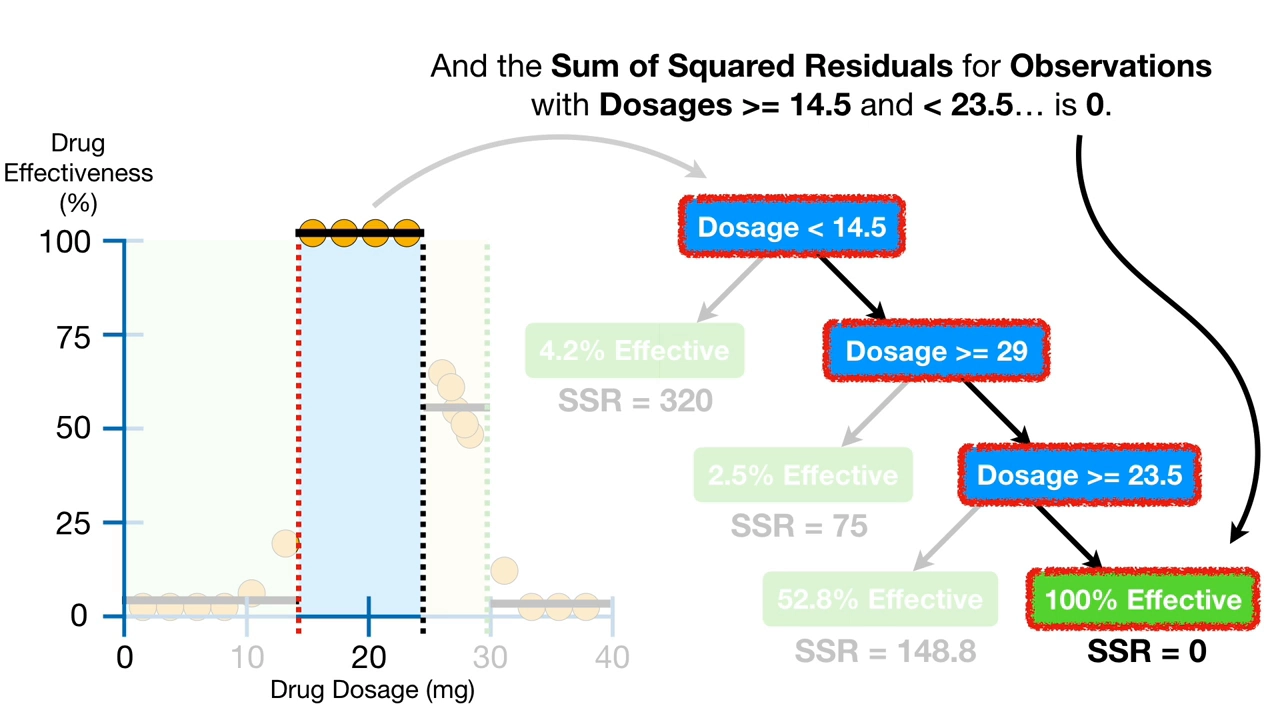 And the Sum of Squared Residuals for Observations
with Dosages >= 14.5 and < 23.5… is 0.
Drug
Effectiveness
(%)
100
75
50
25
0
0
10
20
30
40
Drug Dosage (mg)
Dosage < 14.5
4.2% Effective
SSR = 320
Dosage >= 29
2.5% Effective
SSR = 75
Dosage >= 23.5
52.8% Effective
SSR = 148.8
100% Effective
SSR = 0